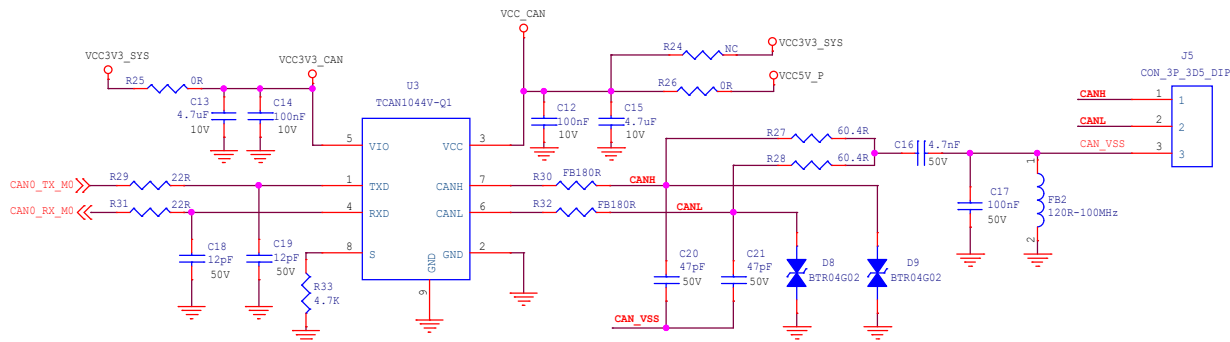 VCC_CAN
VCC3V3_SYS
VCC3V3_CAN
R24
NC
VCC3V3_SYS
J5
CON_3P_3D5_DIP
R25
0R
U3
TCAN1044V-Q1
R26
0R
VCC5V_P
C13
4.7uF
10V
C14
100nF
10V
C12
100nF
10V
C15
4.7uF
10V
CANH
1
1
CANL
2
2
CAN_VSS
3
3
5
VIO
VCC
3
R27
60.4R
R28
60.4R
C16
4.7nF
50V
CAN0_TX_M0
R29
22R
1
TXD
CANH
7
R30
FB180R
CANH
CAN0_RX_M0
R31
22R
4
RXD
CANL
6
R32
FB180R
CANL
C17
100nF
50V
1
FB2
120R-100MHz
2
C18
12pF
50V
C19
12pF
50V
8
S
GND
2
GND
9
R33
4.7K
C20
47pF
50V
C21
47pF
50V
D8
BTR04G02
D9
BTR04G02
CAN_VSS